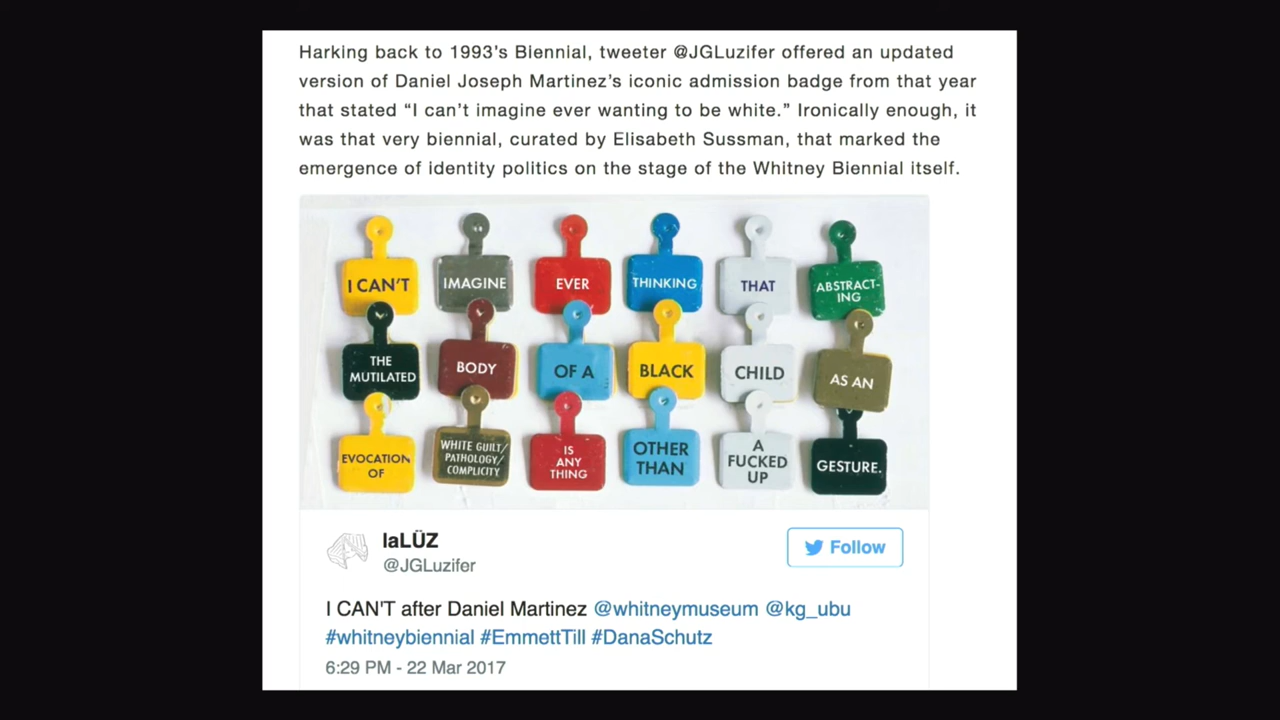 Harking back to 1993's Biennial, tweeter @JGLuzifer offered an updated
version of Daniel Joseph Martinez's iconic admission badge from that year
that stated “I can't imagine ever wanting to be white.” Ironically enough, it
was that very biennial, curated by Elisabeth Sussman, that marked the
emergence of identity politics on the stage of the Whitney Biennial itself.
I CAN'T
IMAGINE
EVER
THINKING
THAT
ABSTRACT-
ING
THE
MUTILATED
BODY
OF A
BLACK
CHILD
AS AN
EVOCATION
OF
WHITE GUILT/
PATHOLOGY/
COMPLICITY
IS
ANY
THING
OTHER
THAN
A
FUCKED
UP
GESTURE.
laLÜZ
@JGLuzifer
Follow
I CAN'T after Daniel Martinez @whitneymuseum @kg_ubu
#whitneybiennial #EmmettTill #DanaSchutz
6:29 PM - 22 Mar 2017